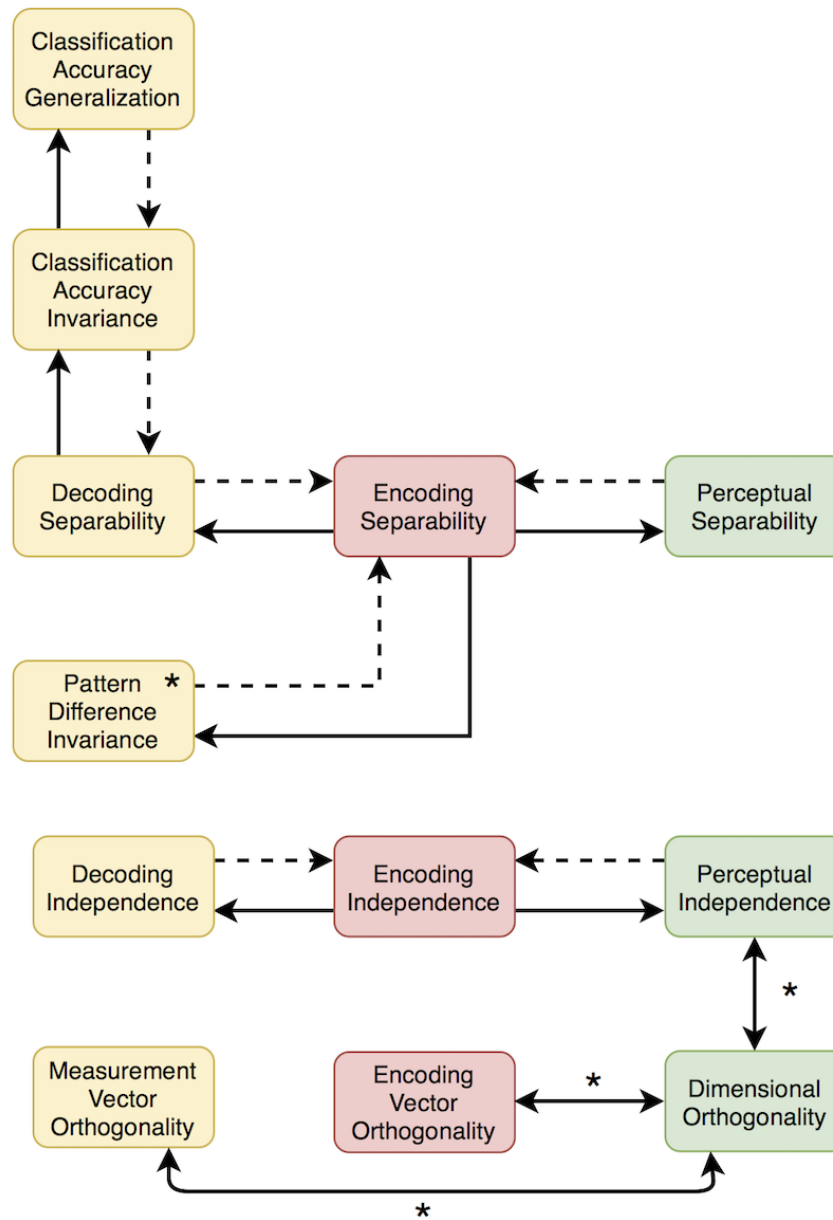 Classification
Accuracy
Generalization
Classification
Accuracy
Invariance
Decoding
Separability
Encoding
Separability
Perceptual
Separability
Pattern *
Difference
Invariance
Decoding
Independence
Encoding
Independence
Perceptual
Independence
*
Measurement
Vector
Orthogonality
Encoding
Vector
Orthogonality
*
Dimensional
Orthogonality
*